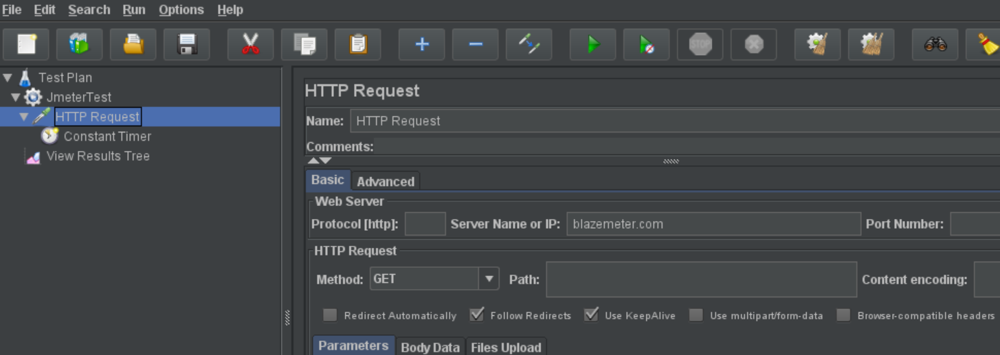 File Edit Search Run Options Help
STOP
Test Plan
JmeterTest
HTTP Request
Constant Timer
View Results Tree
HTTP Request
Name: HTTP Request
Comments:
Basic Advanced
Web Server
Protocol [http]: Server Name or IP: blazemeter.com Port Number:
HTTP Request
Method: GET Path: Content encoding:
Redirect Automatically Follow Redirects Use KeepAlive Use multipart/form-data Browser-compatible headers
Parameters Body Data Files Upload